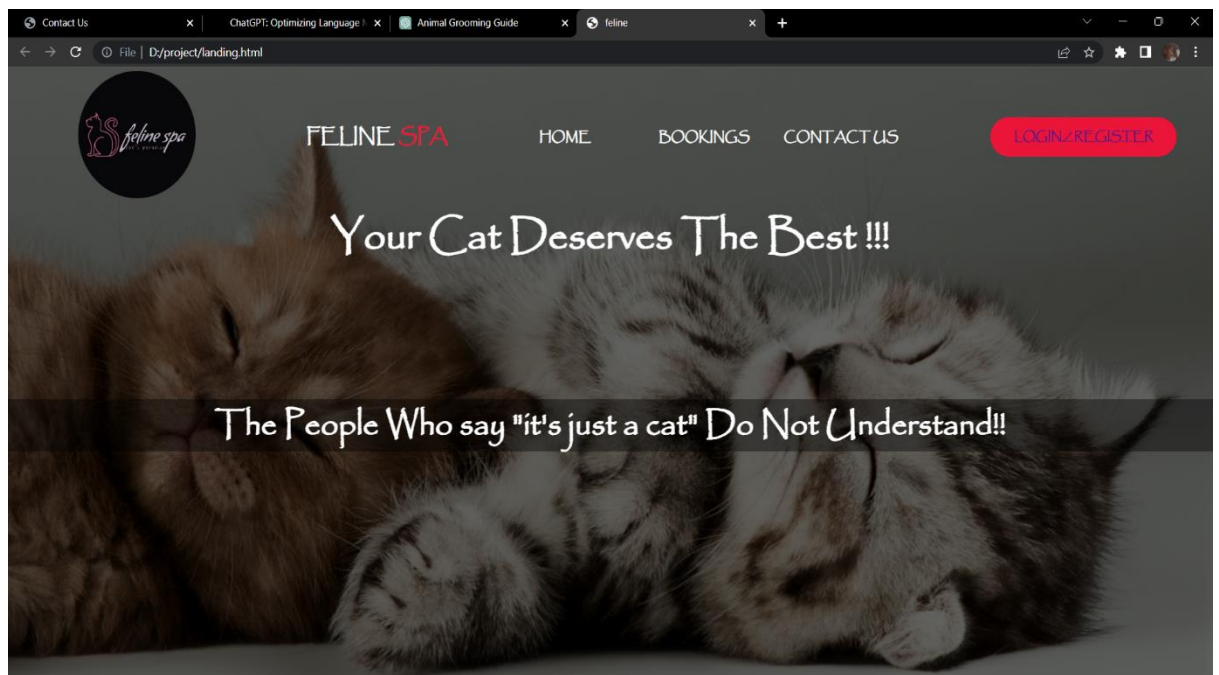 Contact Us
ChatGPT: Optimizing Language
Animal Grooming Guide
feline
File | D:/project/landing.html
feline spa
FELINE SPA
HOME
BOOKINGS
CONTACT US
LOGIN/REGISTER
Your Cat Deserves The Best !!!
The People Who say "it's just a cat" Do Not Understand!!